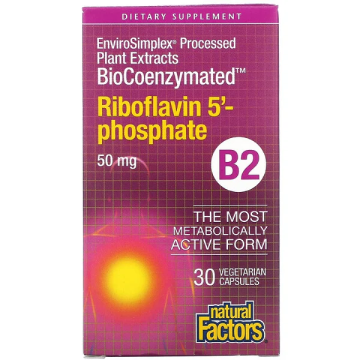 DIETARY SUPPLEMENT
EnviroSimplex® Processed
Plant Extracts
BioCoenzymated™
Riboflavin 5'-
phosphate
50 mg
B2
THE MOST
METABOLICALLY
ACTIVE FORM
30 VEGETARIAN
CAPSULES
natural
Factors®